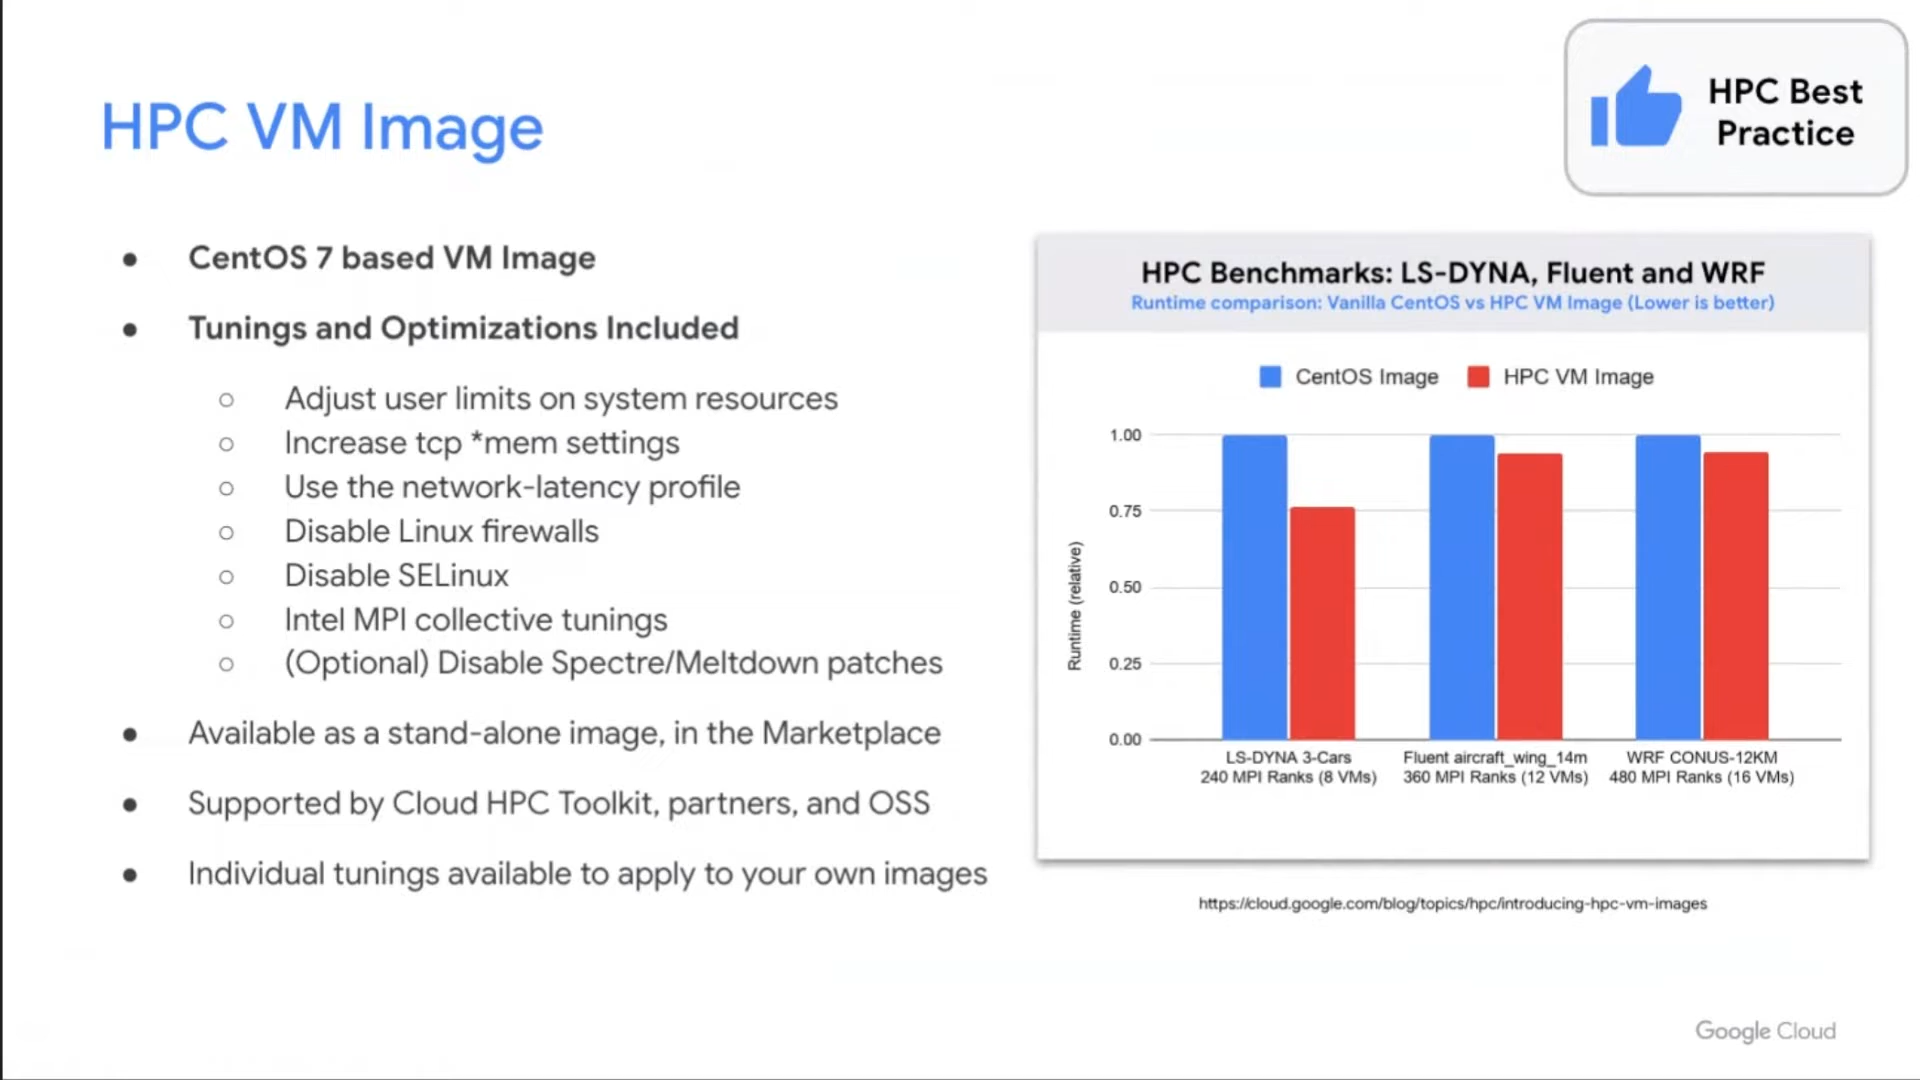 HPC VM Image
HPC Best
Practice
● CentOS 7 based VM Image
● Tunings and Optimizations Included
○ Adjust user limits on system resources
○ Increase tcp *mem settings
○ Use the network-latency profile
○ Disable Linux firewalls
○ Disable SELinux
○ Intel MPI collective tunings
○ (Optional) Disable Spectre/Meltdown patches
● Available as a stand-alone image, in the Marketplace
● Supported by Cloud HPC Toolkit, partners, and OSS
● Individual tunings available to apply to your own images
HPC Benchmarks: LS-DYNA, Fluent and WRF
Runtime comparison: Vanilla CentOS vs HPC VM Image (Lower is better)
CentOS Image HPC VM Image
Runtime (relative)
1.00
0.75
0.50
0.25
0.00
LS-DYNA 3-Cars
240 MPI Ranks (8 VMs)
Fluent aircraft_wing_14m
360 MPI Ranks (12 VMs)
WRF CONUS-12KM
480 MPI Ranks (16 VMs)
https://cloud.google.com/blog/topics/hpc/introducing-hpc-vm-images
Google Cloud